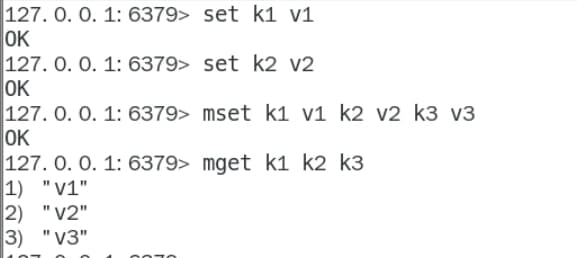 127.0.0.1:6379> set k1 v1
OK
127.0.0.1:6379> set k2 v2
OK
127.0.0.1:6379> mset k1 v1 k2 v2 k3 v3
OK
127.0.0.1:6379> mget k1 k2 k3
1) "v1"
2) "v2"
3) "v3"